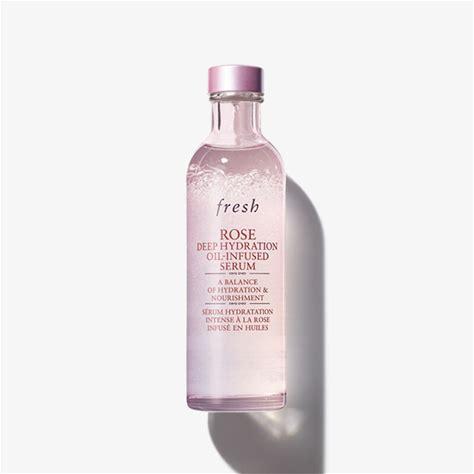 fresh
ROSE
DEEP HYDRATION
OIL-INFUSED
SERUM
A BALANCE
OF HYDRATION &
NOURISHMENT
SÉRUM HYDRATATION
INTENSE À LA ROSE
INFUSÉ EN HUILES